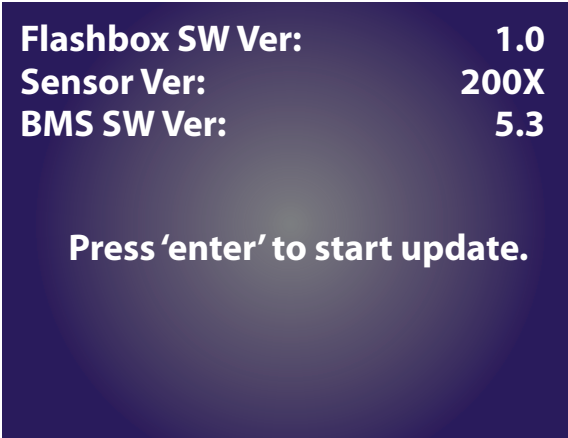 Flashbox SW Ver: 1.0
Sensor Ver: 200X
BMS SW Ver: 5.3
Press ‘enter’ to start update.